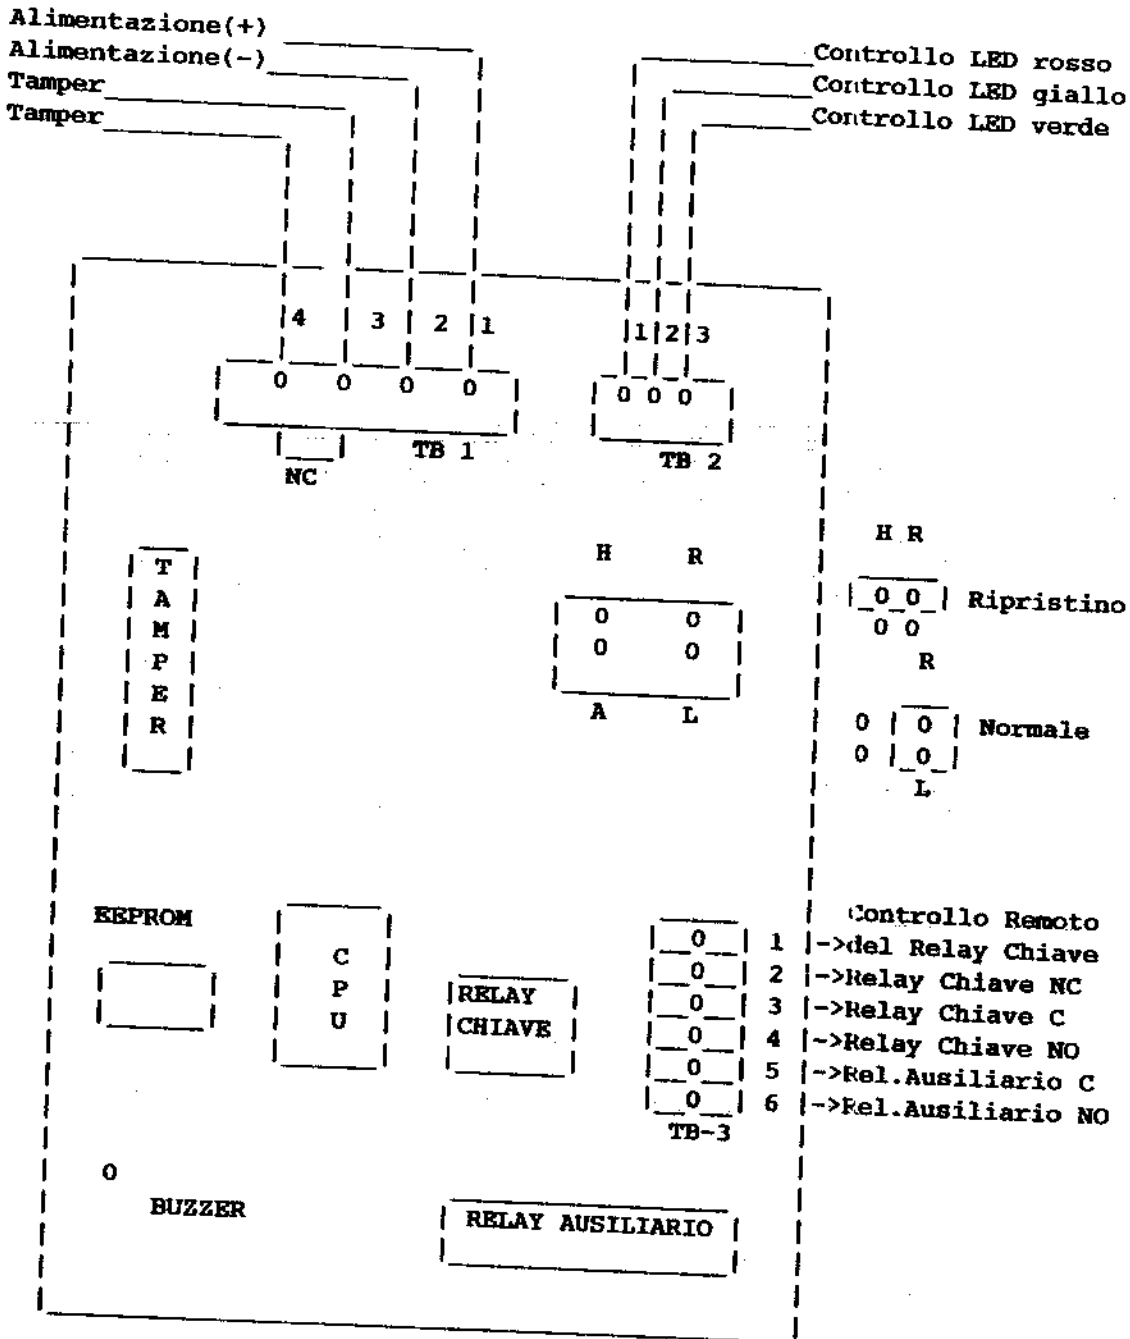 Alimentazione(+)
Alimentazione(-)
Tamper
Tamper
Controllo LED rosso
Controllo LED giallo
Controllo LED verde
4 3 2 1
1 2 3
0 0 0 0
0 0 0
TB 1
TB 2
NC
H R
H R
T
A
M
P
E
R
0 0
0 0
A L
0 0 Ripristino
0 0
R
0 0 Normale
0 0
L
EEPROM
C
P
U
RELAY
CHIAVE
Controllo Remoto
0 1 ->del Relay Chiave
0 2 ->Relay Chiave NC
0 3 ->Relay Chiave C
0 4 ->Relay Chiave NO
0 5 ->Rel.Ausiliario C
0 6 ->Rel.Ausiliario NO
TB-3
0
BUZZER
RELAY AUSILIARIO